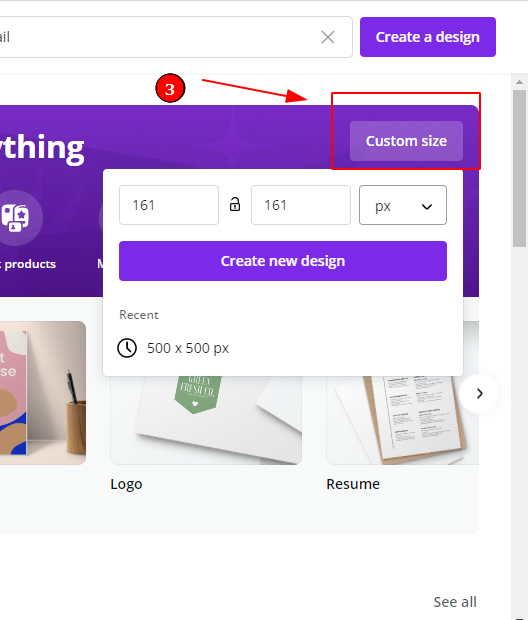 ail
Create a design
3
ything
Custom size
161
161
px
t products
M
Create new design
Recent
500 x 500 px
GREEN
FRESH CO.
Logo
Resume
See all